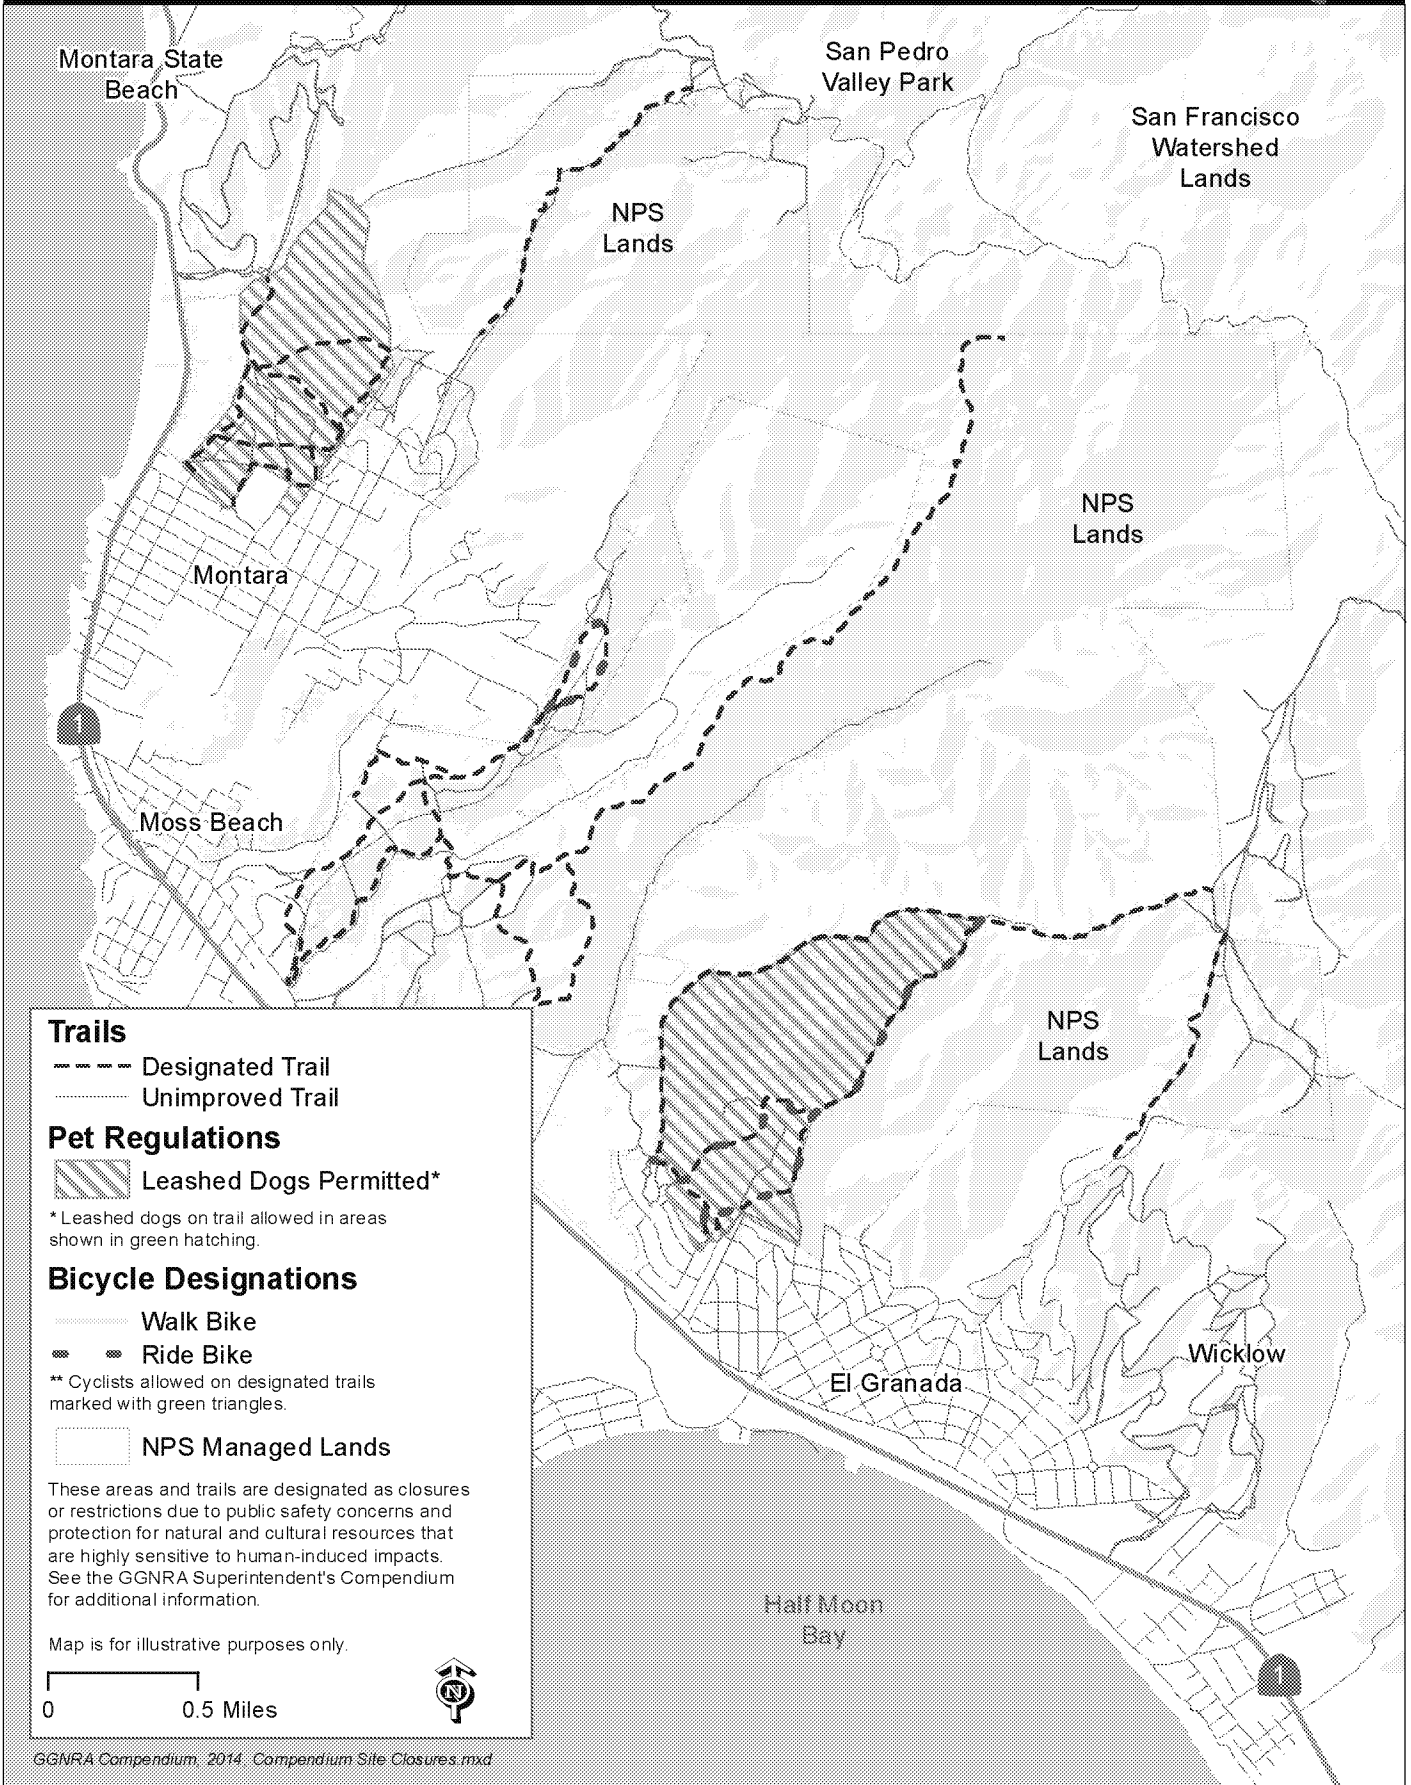 Montara State
Beach
San Pedro
Valley Park
San Francisco
Watershed
Lands
NPS
Lands
NPS
Lands
Montara
1
Moss Beach
NPS
Lands
Trails
Designated Trail
Unimproved Trail
Pet Regulations
Leashed Dogs Permitted*
* Leashed dogs on trail allowed in areas
shown in green hatching.
Bicycle Designations
Walk Bike
Ride Bike
** Cyclists allowed on designated trails
marked with green triangles.
NPS Managed Lands
These areas and trails are designated as closures
or restrictions due to public safety concerns and
protection for natural and cultural resources that
are highly sensitive to human-induced impacts.
See the GGNRA Superintendent's Compendium
for additional information.
Map is for illustrative purposes only.
0 0.5 Miles
N
Wicklow
El Granada
Half Moon
Bay
1
GGNRA Compendium, 2014, Compendium Site Closures.mxd